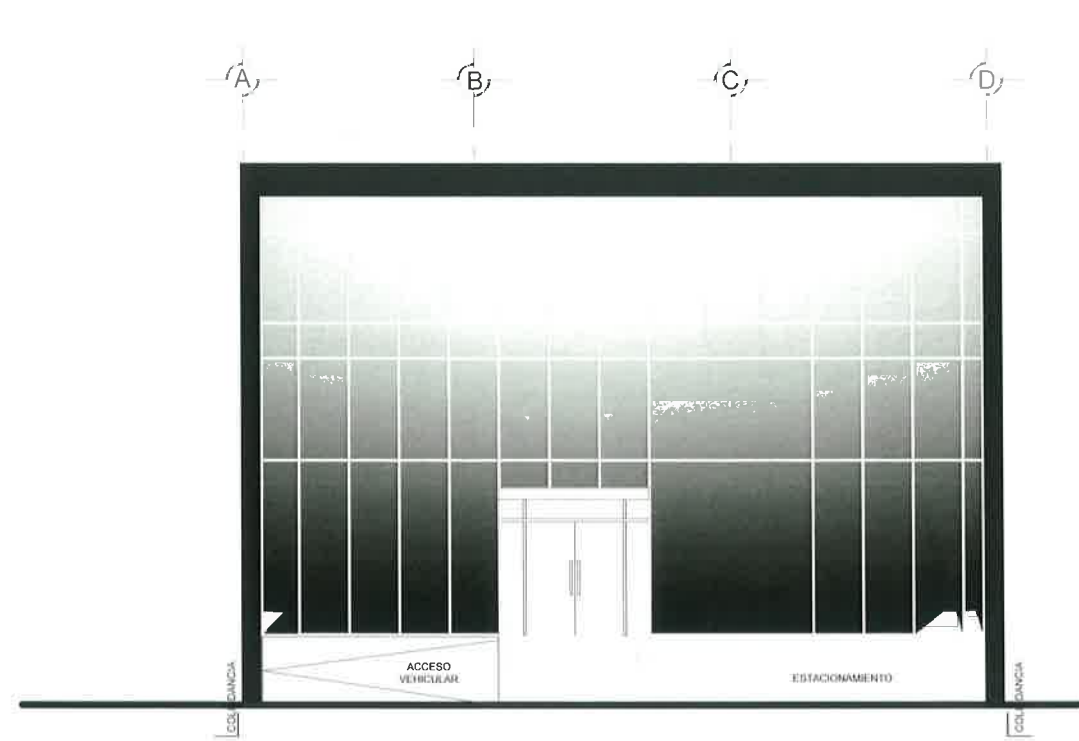 A
B
C
D
ACCESO
VEHICULAR
ESTACIONAMIENTO
COLINDANCIA
COLINDANCIA